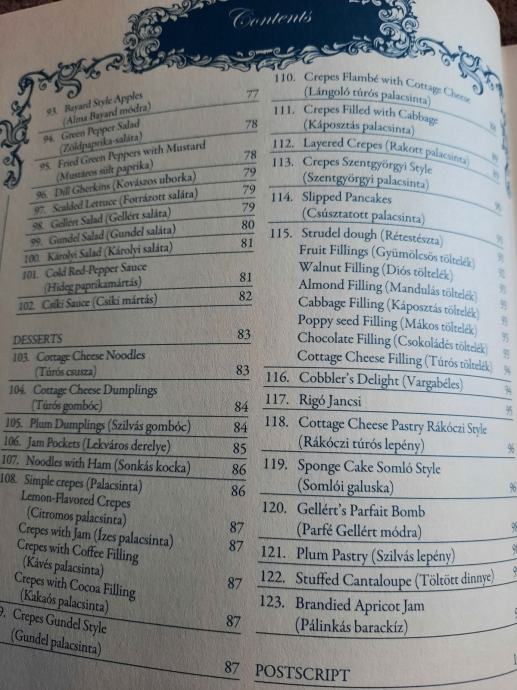 Contents
93. Bayard Style Apples
(Alma Bayard módra) 77
94. Green Pepper Salad
(Zöldpaprika-saláta) 78
95. Fried Green Peppers with Mustard
(Mustáros sült paprika) 78
96. Dill Gherkins (Kovászos uborka) 79
97. Scalded Lettuce (Forrázott saláta) 79
98. Gellért Salad (Gellért saláta) 79
99. Gundel Salad (Gundel saláta) 80
100. Károlyi Salad (Károlyi saláta) 81
101. Cold Red-Pepper Sauce
(Hideg paprikamártás) 81
102. Csiki Sauce (Csiki mártás) 82
DESSERTS 83
103. Cottage Cheese Noodles
(Túrós csusza) 83
104. Cottage Cheese Dumplings
(Túrós gombóc) 84
105. Plum Dumplings (Szilvás gombóc) 84
106. Jam Pockets (Lekváros derelye) 85
107. Noodles with Ham (Sonkás kocka) 86
108. Simple crepes (Palacsinta) 86
Lemon-Flavored Crepes
(Citromos palacsinta) 87
Crepes with Jam (Ízes palacsinta) 87
Crepes with Coffee Filling
(Kávés palacsinta) 87
Crepes with Cocoa Filling
(Kakaós palacsinta) 87
9. Crepes Gundel Style
(Gundel palacsinta) 87
110. Crepes Flambé with Cottage Cheese
(Lángoló túrós palacsinta)
111. Crepes Filled with Cabbage
(Káposztás palacsinta)
112. Layered Crepes (Rakott palacsinta)
113. Crepes Szentgyörgyi Style
(Szentgyörgyi palacsinta)
114. Slipped Pancakes
(Csúsztatott palacsinta)
115. Strudel dough (Rétestészta)
Fruit Fillings (Gyümölcsös töltelék)
Walnut Filling (Diós töltelék)
Almond Filling (Mandulás töltelék)
Cabbage Filling (Káposztás töltelék)
Poppy seed Filling (Mákos töltelék)
Chocolate Filling (Csokoládés töltelék)
Cottage Cheese Filling (Túrós töltelék) 94
116. Cobbler's Delight (Vargabéles) 94
117. Rigó Jancsi 95
118. Cottage Cheese Pastry Rákóczi Style
(Rákóczi túrós lepény) 96
119. Sponge Cake Somló Style
(Somlói galuska) 96
120. Gellért's Parfait Bomb
(Parfé Gellért módra)
121. Plum Pastry (Szilvás lepény)
122. Stuffed Cantaloupe (Töltött dinnye)
123. Brandied Apricot Jam
(Pálinkás barackíz)
POSTSCRIPT